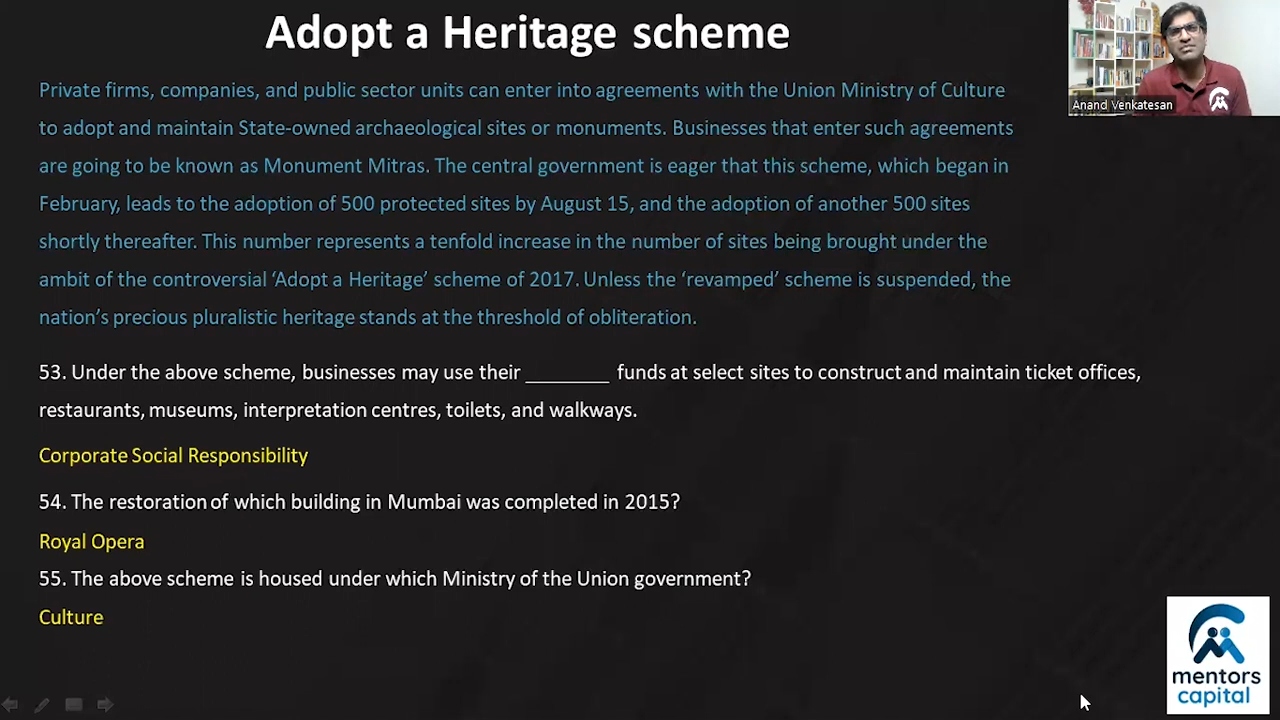 Adopt a Heritage scheme
Anand Venkatesan
Private firms, companies, and public sector units can enter into agreements with the Union Ministry of Culture
to adopt and maintain State-owned archaeological sites or monuments. Businesses that enter such agreements
are going to be known as Monument Mitras. The central government is eager that this scheme, which began in
February, leads to the adoption of 500 protected sites by August 15, and the adoption of another 500 sites
shortly thereafter. This number represents a tenfold increase in the number of sites being brought under the
ambit of the controversial ‘Adopt a Heritage’ scheme of 2017. Unless the ‘revamped’ scheme is suspended, the
nation’s precious pluralistic heritage stands at the threshold of obliteration.
53. Under the above scheme, businesses may use their ________ funds at select sites to construct and maintain ticket offices,
restaurants, museums, interpretation centres, toilets, and walkways.
Corporate Social Responsibility
54. The restoration of which building in Mumbai was completed in 2015?
Royal Opera
55. The above scheme is housed under which Ministry of the Union government?
Culture
mentors
capital